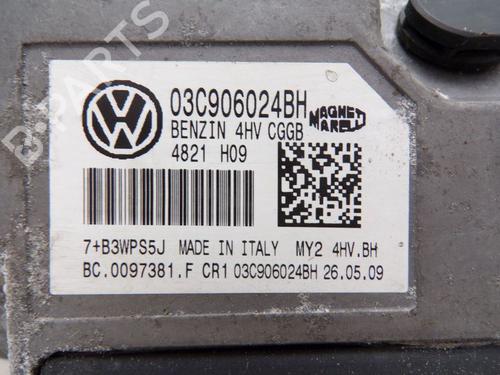 03C906024BH
BENZIN 4HV CGGB
MAGNETI MARELLI
4821 H09
7+B3WPS5J MADE IN ITALY MY2 4HV.BH
BC.0097381.F CR1 03C906024BH 26.05.09
B-PARTS